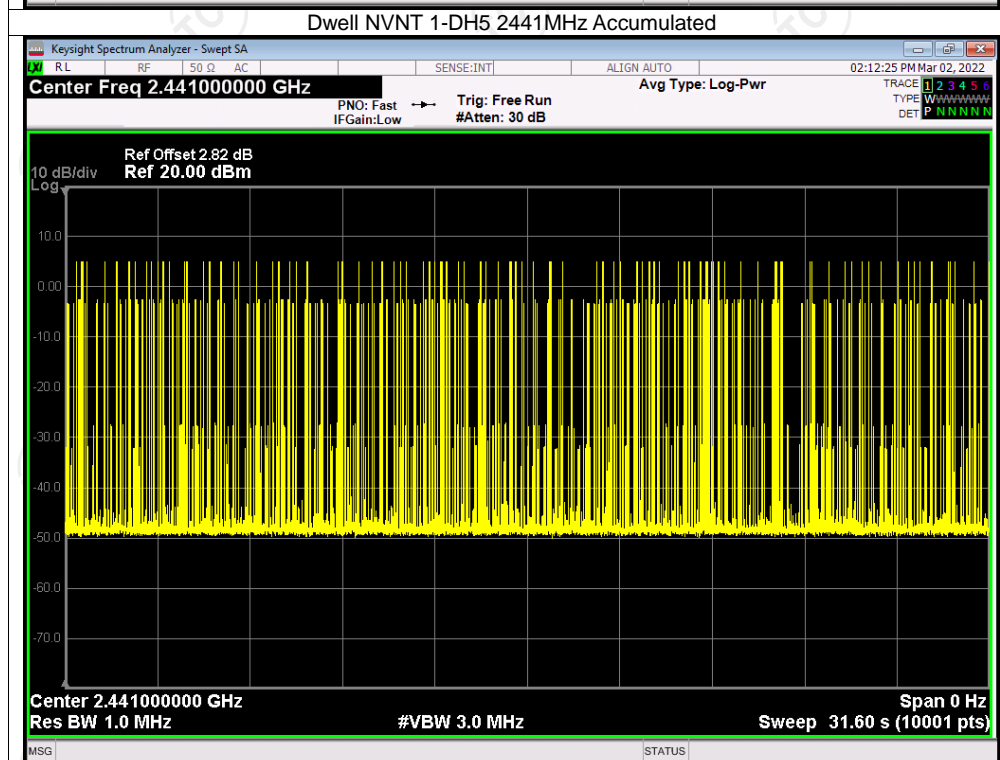 Dwell NVNT 1-DH5 2441MHz Accumulated
Keysight Spectrum Analyzer - Swept SA
LXI RL RF 50 Ω AC SENSE:INT ALIGN AUTO 02:12:25 PM Mar 02, 2022
Center Freq 2.441000000 GHz Avg Type: Log-Pwr TRACE 1 2 3 4 5 6
PNO: Fast Trig: Free Run TYPE WWWWWW
IFGain:Low #Atten: 30 dB DET P N N N N N
Ref Offset 2.82 dB
10 dB/div Ref 20.00 dBm
Log
10.0
0.00
-10.0
-20.0
-30.0
-40.0
-50.0
-60.0
-70.0
Center 2.441000000 GHz Span 0 Hz
Res BW 1.0 MHz #VBW 3.0 MHz Sweep 31.60 s (10001 pts)
MSG STATUS